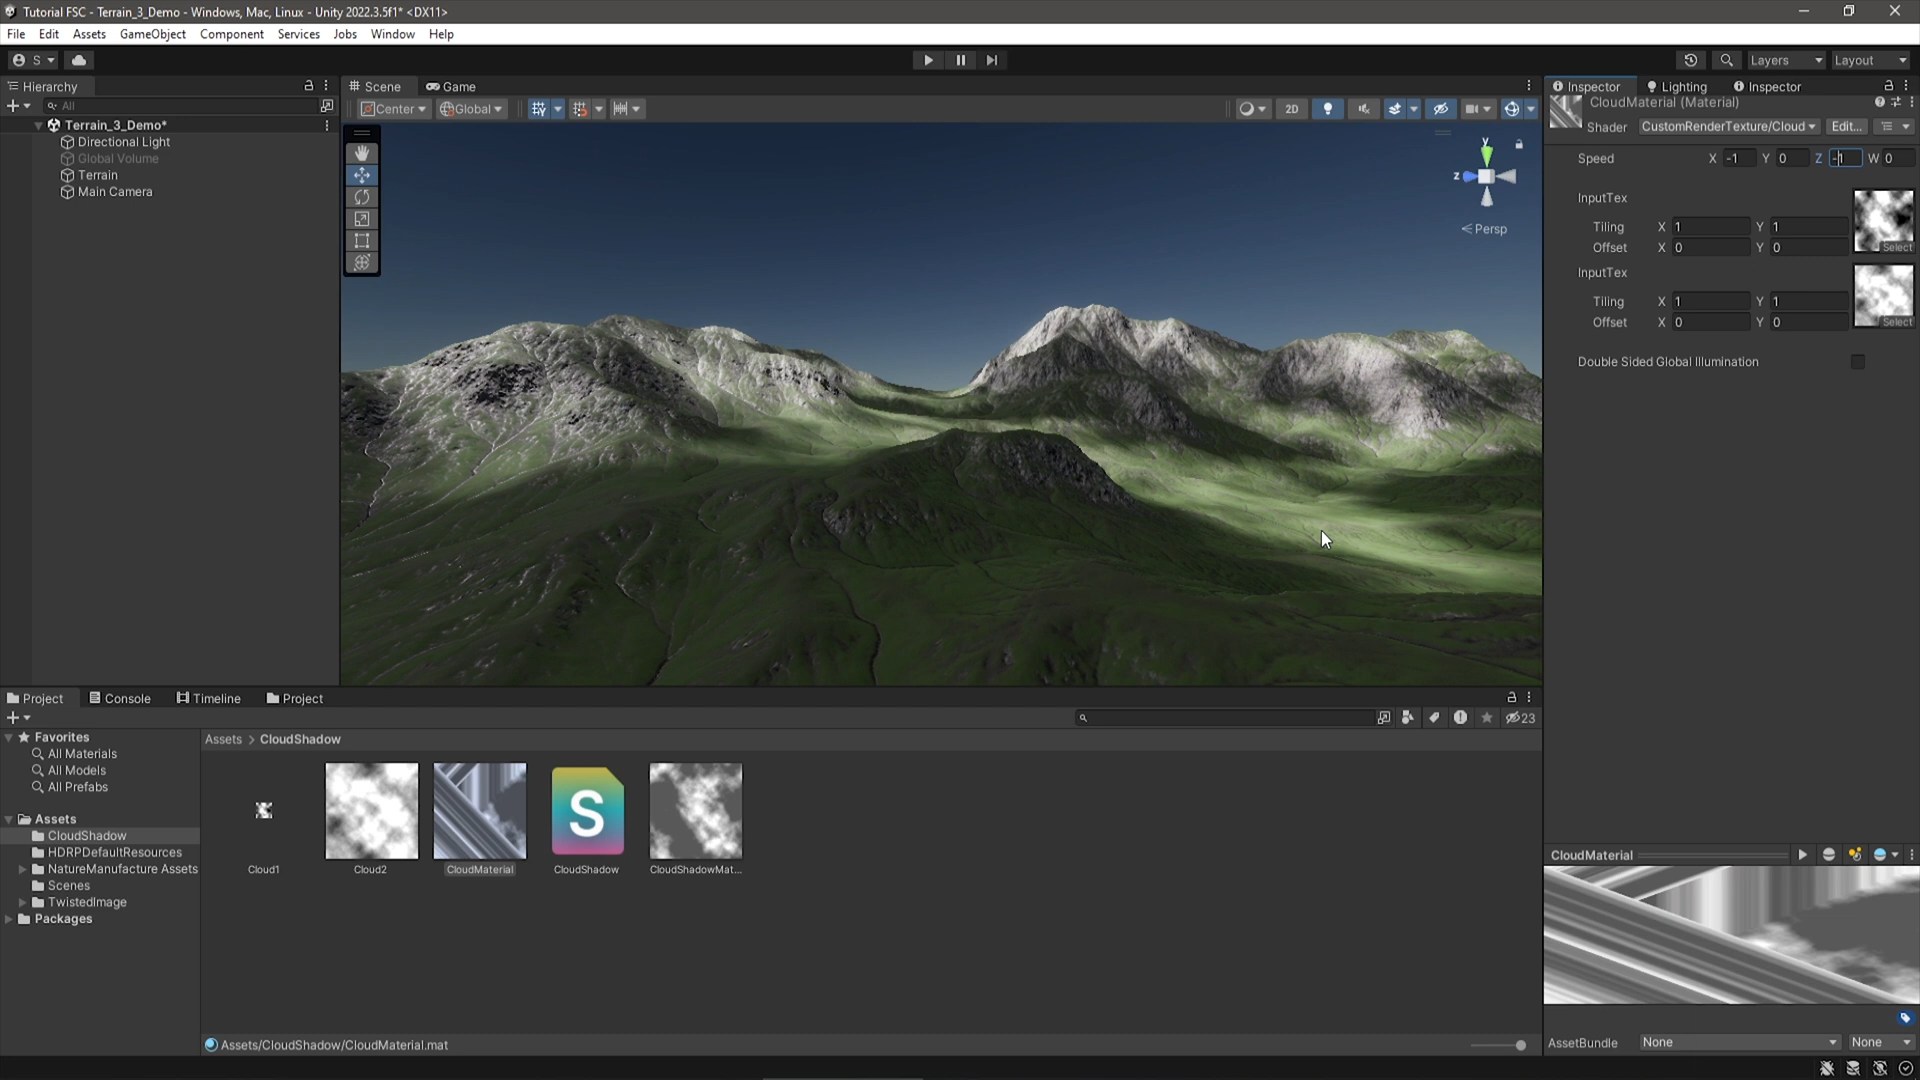 Tutorial FSC - Terrain_3_Demo - Windows, Mac, Linux - Unity 2022.3.5f1* <DX11>
File Edit Assets GameObject Component Services Jobs Window Help
S Layers Layout
Hierarchy
All
Terrain_3_Demo*
Directional Light
Global Volume
Terrain
Main Camera
Scene Game
Center Global 2D
y
z
Persp
Inspector Lighting Inspector
CloudMaterial (Material)
Shader CustomRenderTexture/Cloud Edit...
Speed X -1 Y 0 Z -1 W 0
InputTex
Tiling X 1 Y 1
Offset X 0 Y 0 Select
InputTex
Tiling X 1 Y 1
Offset X 0 Y 0 Select
Double Sided Global Illumination
Project Console Timeline Project
23
Favorites
All Materials
All Models
All Prefabs
Assets
CloudShadow
HDRPDefaultResources
NatureManufacture Assets
Scenes
TwistedImage
Packages
Assets > CloudShadow
S
Cloud1 Cloud2 CloudMaterial CloudShadow CloudShadowMat...
Assets/CloudShadow/CloudMaterial.mat
CloudMaterial
AssetBundle None None